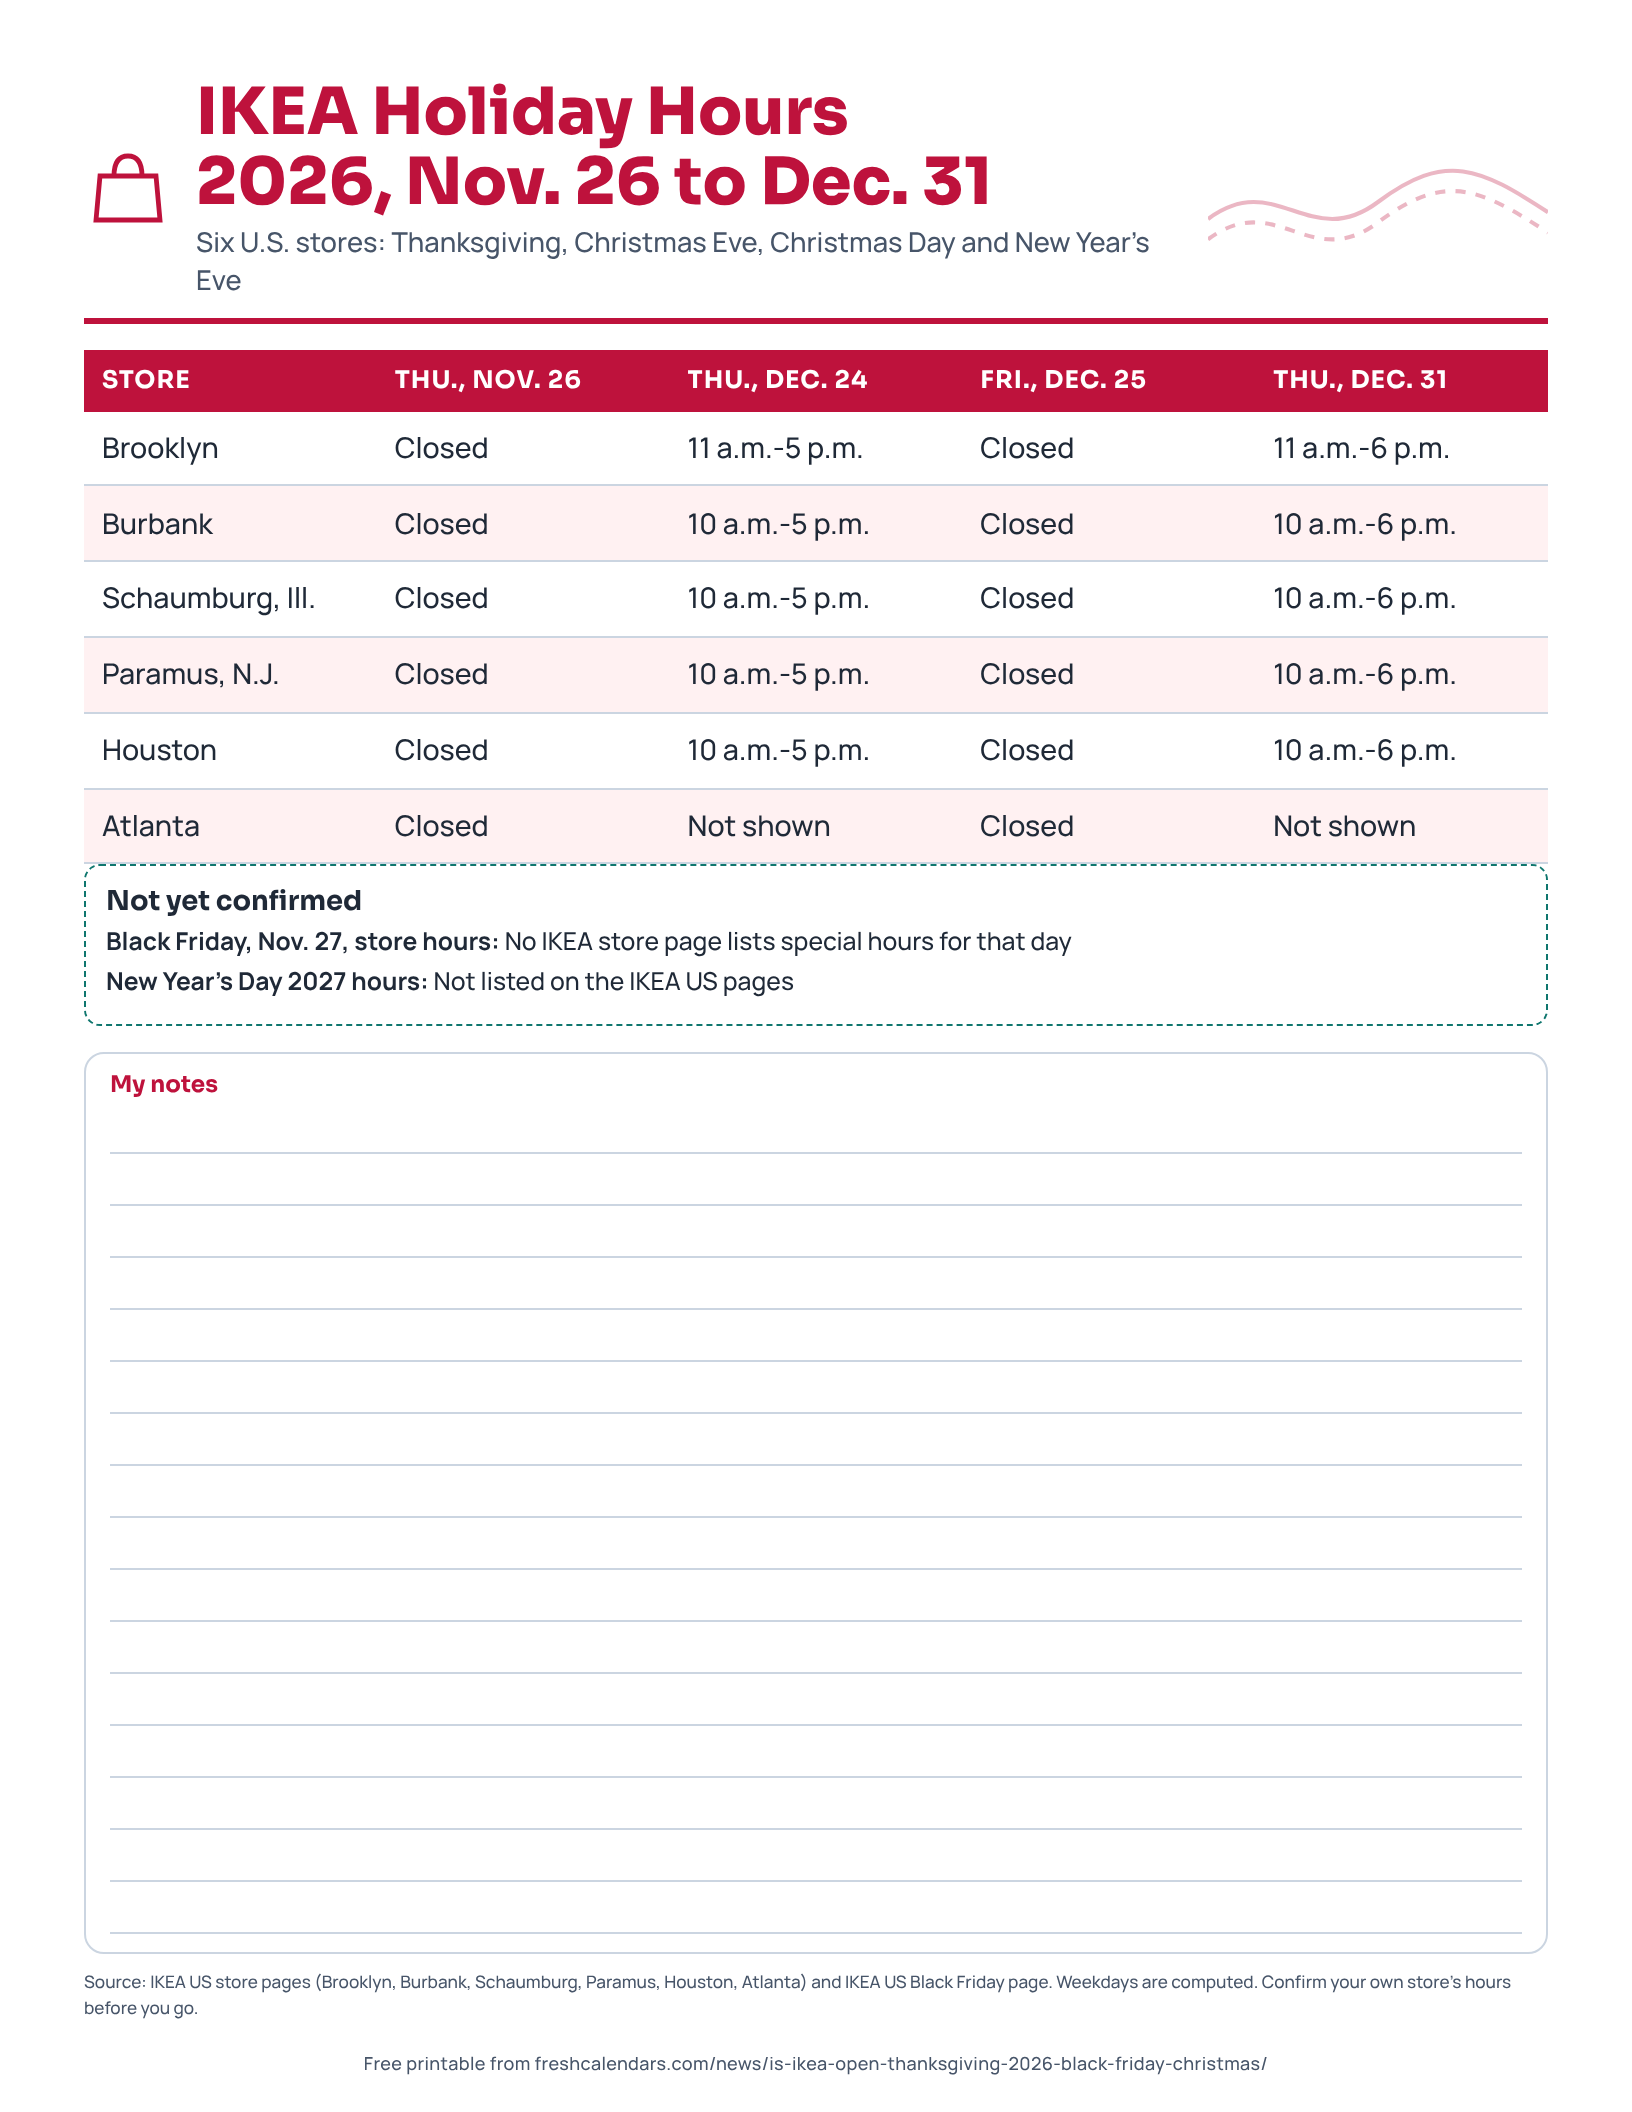 IKEA Holiday Hours
2026, Nov. 26 to Dec. 31
Six U.S. stores: Thanksgiving, Christmas Eve, Christmas Day and New Year’s
Eve
STORE THU., NOV. 26 THU., DEC. 24 FRI., DEC. 25 THU., DEC. 31
Brooklyn Closed 11 a.m.-5 p.m. Closed 11 a.m.-6 p.m.
Burbank Closed 10 a.m.-5 p.m. Closed 10 a.m.-6 p.m.
Schaumburg, Ill. Closed 10 a.m.-5 p.m. Closed 10 a.m.-6 p.m.
Paramus, N.J. Closed 10 a.m.-5 p.m. Closed 10 a.m.-6 p.m.
Houston Closed 10 a.m.-5 p.m. Closed 10 a.m.-6 p.m.
Atlanta Closed Not shown Closed Not shown
Not yet confirmed
Black Friday, Nov. 27, store hours: No IKEA store page lists special hours for that day
New Year’s Day 2027 hours: Not listed on the IKEA US pages
My notes
Source: IKEA US store pages (Brooklyn, Burbank, Schaumburg, Paramus, Houston, Atlanta) and IKEA US Black Friday page. Weekdays are computed. Confirm your own store’s hours
before you go.
Free printable from freshcalendars.com/news/is-ikea-open-thanksgiving-2026-black-friday-christmas/